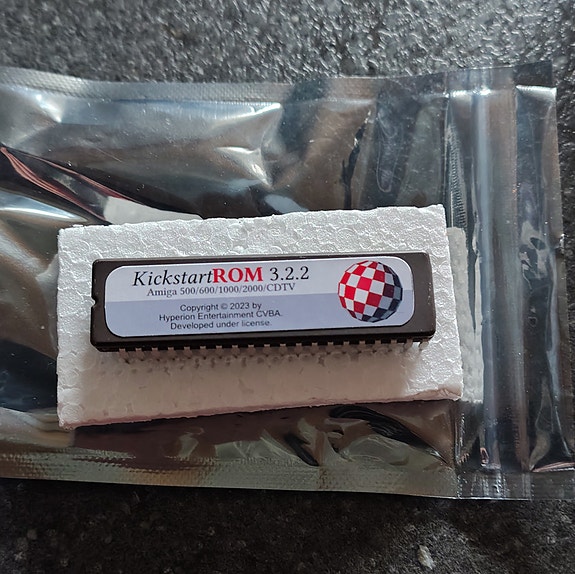 KickstartROM 3.2.2
Amiga 500/600/1000/2000/CDTV
Copyright © 2023 by
Hyperion Entertainment CVBA.
Developed under license.